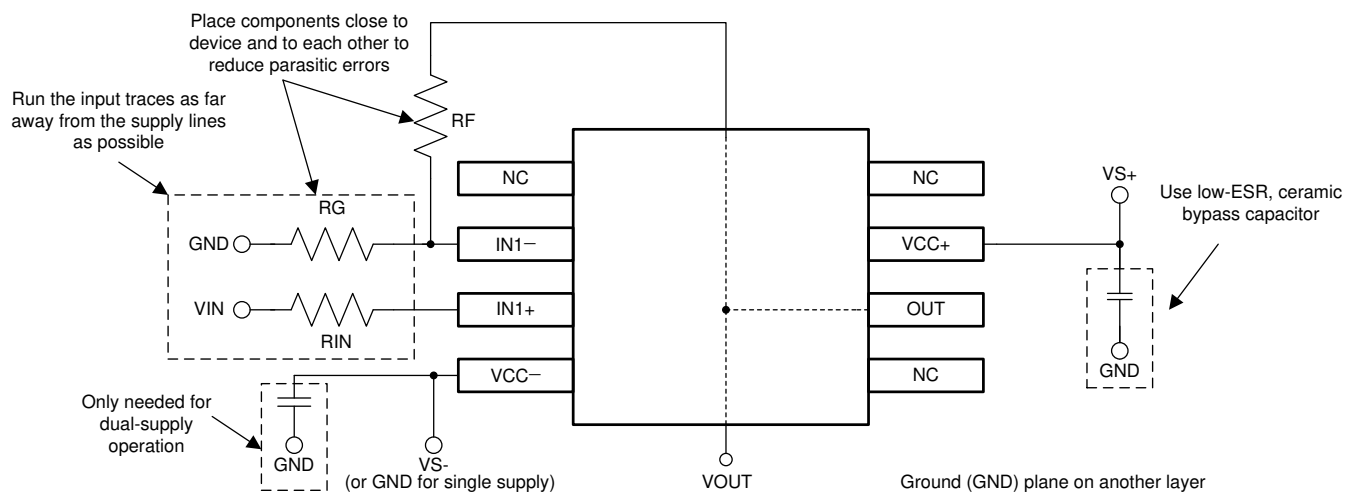 Place components close to
device and to each other to
reduce parasitic errors
Run the input traces as far
away from the supply lines
as possible
RF
NC
NC
VS+
Use low-ESR, ceramic
bypass capacitor
RG
GND
IN1−
VCC+
VIN
IN1+
OUT
RIN
VCC−
NC
GND
Only needed for
dual-supply
operation
GND
VS-
(or GND for single supply)
VOUT
Ground (GND) plane on another layer